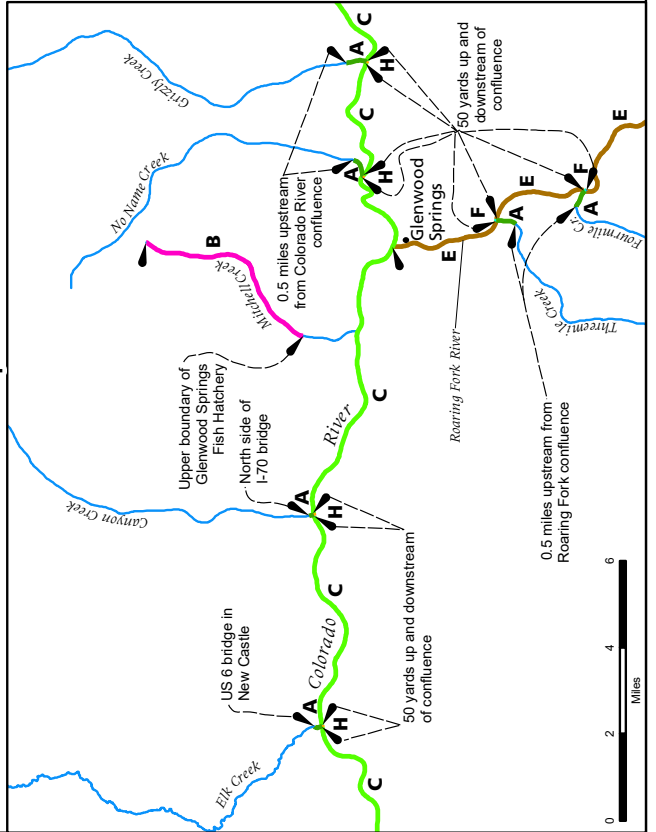 Grizzly Creek
No Name Creek
Mitchell Creek
Canyon Creek
Elk Creek
0.5 miles upstream
from Colorado River
confluence
50 yards up and
downstream of
confluence
Upper boundary of
Glenwood Springs
Fish Hatchery
North side of
I-70 bridge
US 6 bridge in
New Castle
Colorado
River
Glenwood
Springs
Roaring Fork River
Threemile Creek
Fourmile Cr.
50 yards up and downstream
of confluence
0.5 miles upstream from
Roaring Fork confluence
C
A
H
C
A
H
B
C
A
H
C
A
H
C
E
F
A
E
F
A
E
0 2 4 6
Miles